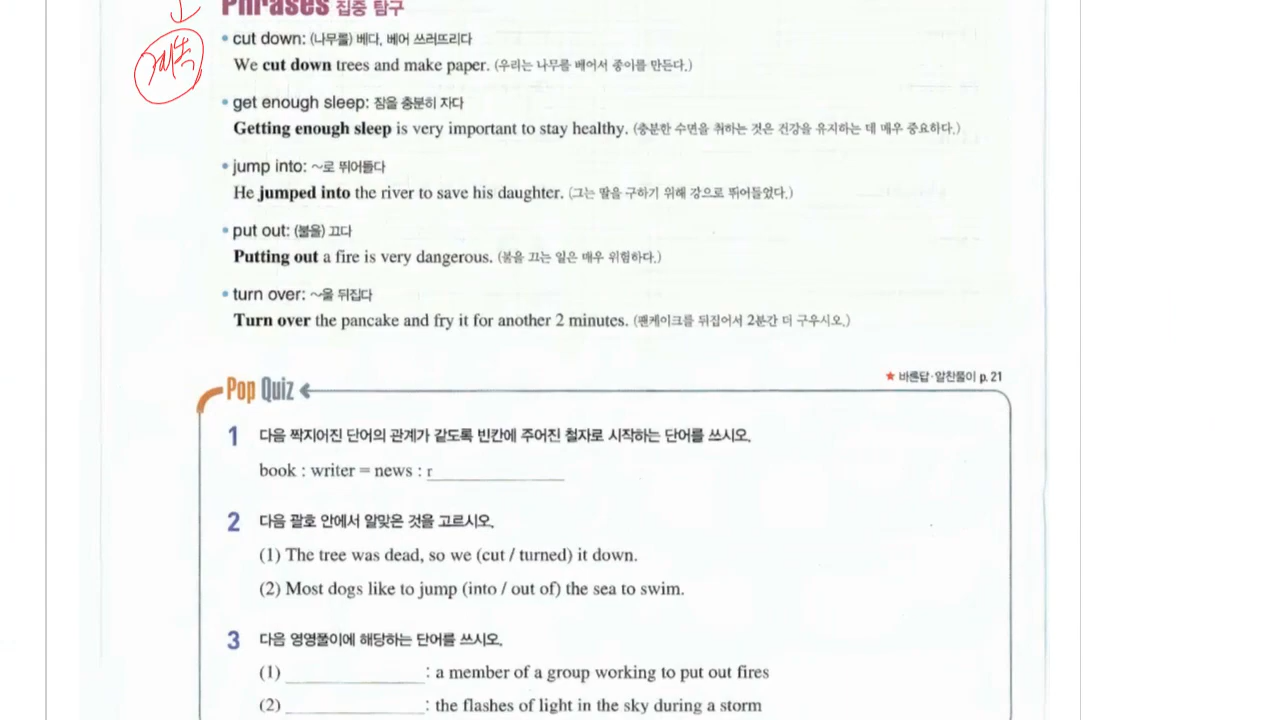 Phrases 집중 탐구
• cut down: (나무를) 베다, 베어 쓰러뜨리다
We cut down trees and make paper. (우리는 나무를 베어서 종이를 만든다.)
• get enough sleep: 잠을 충분히 자다
Getting enough sleep is very important to stay healthy. (충분한 수면을 취하는 것은 건강을 유지하는 데 매우 중요하다.)
• jump into: ~로 뛰어들다
He jumped into the river to save his daughter. (그는 딸을 구하기 위해 강으로 뛰어들었다.)
• put out: (불을) 끄다
Putting out a fire is very dangerous. (불을 끄는 일은 매우 위험하다.)
• turn over: ~을 뒤집다
Turn over the pancake and fry it for another 2 minutes. (팬케이크를 뒤집어서 2분간 더 구우시오.)
★ 바른답·알찬풀이 p. 21
Pop Quiz
1 다음 짝지어진 단어의 관계가 같도록 빈칸에 주어진 철자로 시작하는 단어를 쓰시오.
book : writer = news : r
2 다음 괄호 안에서 알맞은 것을 고르시오.
(1) The tree was dead, so we (cut / turned) it down.
(2) Most dogs like to jump (into / out of) the sea to swim.
3 다음 영영풀이에 해당하는 단어를 쓰시오.
(1) : a member of a group working to put out fires
(2) : the flashes of light in the sky during a storm